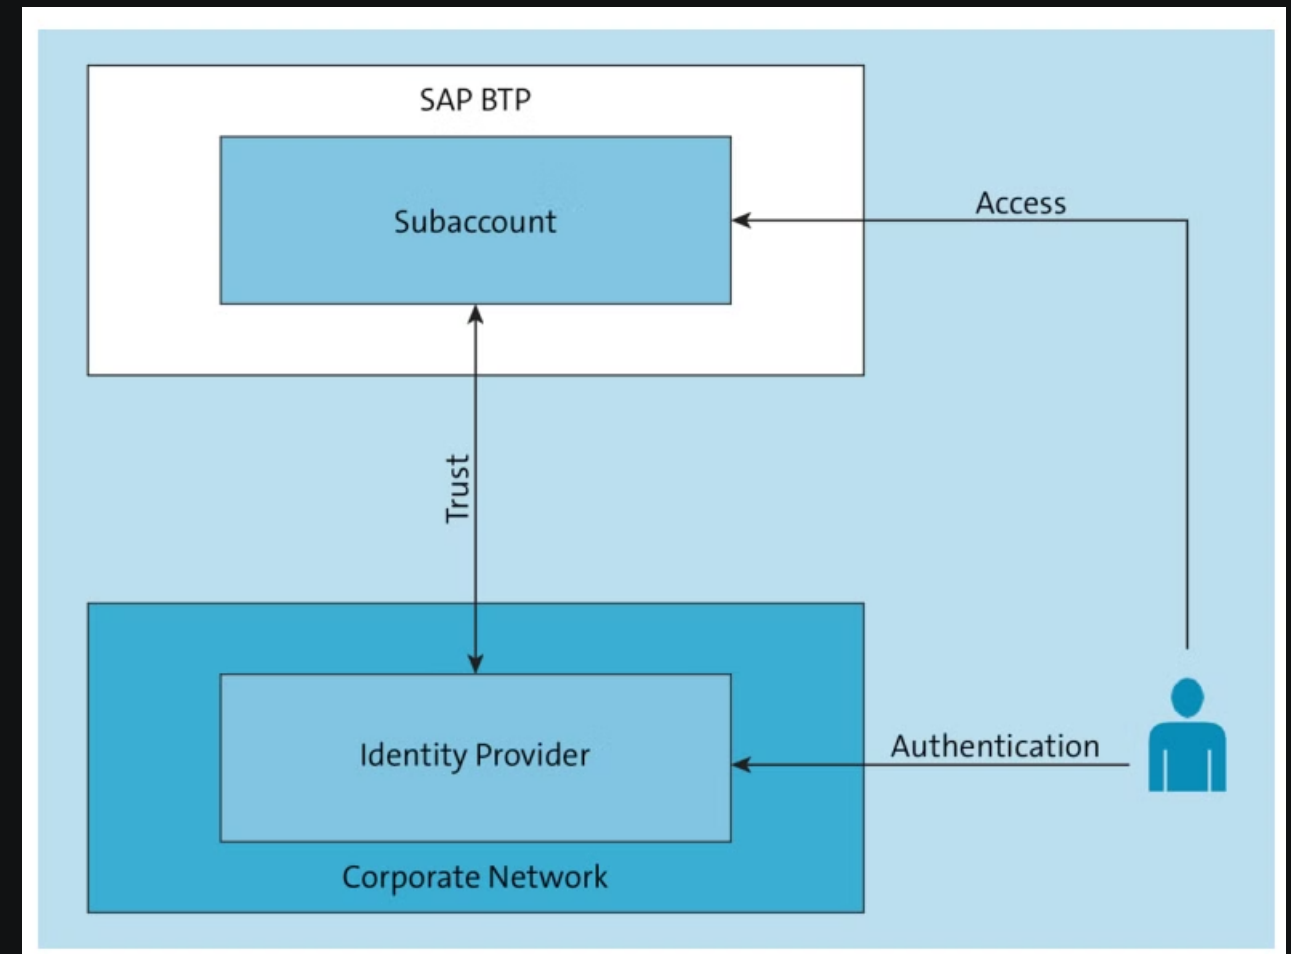 SAP BTP
Subaccount
Access
Trust
Identity Provider
Authentication
Corporate Network